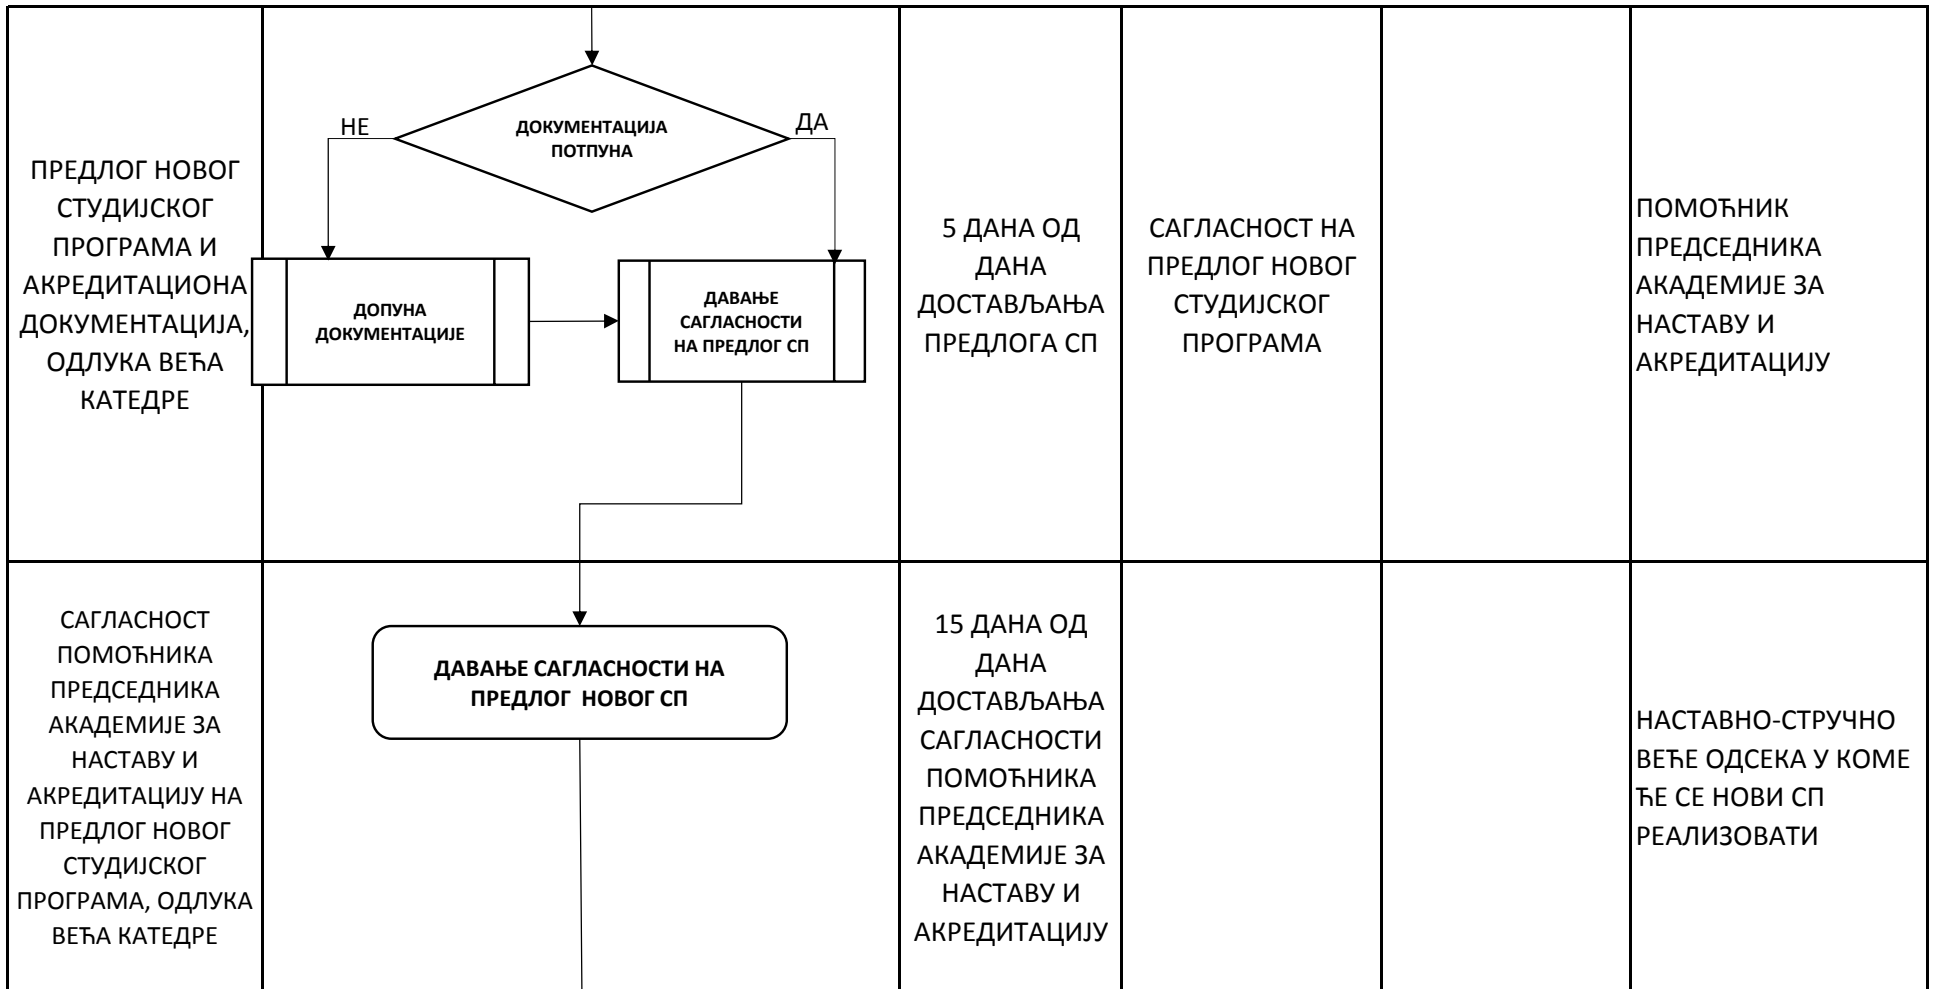 ПРЕДЛОГ НОВОГ
СТУДИЈСКОГ
ПРОГРАМА И
АКРЕДИТАЦИОНА
ДОКУМЕНТАЦИЈА,
ОДЛУКА ВЕЋА
КАТЕДРЕ
НЕ
ДОКУМЕНТАЦИЈА
ПОТПУНА
ДА
ДОПУНА
ДОКУМЕНТАЦИЈЕ
ДАВАЊЕ
САГЛАСНОСТИ
НА ПРЕДЛОГ СП
5 ДАНА ОД
ДАНА
ДОСТАВЉАЊА
ПРЕДЛОГА СП
САГЛАСНОСТ НА
ПРЕДЛОГ НОВОГ
СТУДИЈСКОГ
ПРОГРАМА
ПОМОЋНИК
ПРЕДСЕДНИКА
АКАДЕМИЈЕ ЗА
НАСТАВУ И
АКРЕДИТАЦИЈУ
САГЛАСНОСТ
ПОМОЋНИКА
ПРЕДСЕДНИКА
АКАДЕМИЈЕ ЗА
НАСТАВУ И
АКРЕДИТАЦИЈУ НА
ПРЕДЛОГ НОВОГ
СТУДИЈСКОГ
ПРОГРАМА, ОДЛУКА
ВЕЋА КАТЕДРЕ
ДАВАЊЕ САГЛАСНОСТИ НА
ПРЕДЛОГ НОВОГ СП
15 ДАНА ОД
ДАНА
ДОСТАВЉАЊА
САГЛАСНОСТИ
ПОМОЋНИКА
ПРЕДСЕДНИКА
АКАДЕМИЈЕ ЗА
НАСТАВУ И
АКРЕДИТАЦИЈУ
НАСТАВНО-СТРУЧНО
ВЕЋЕ ОДСЕКА У КОМЕ
ЋЕ СЕ НОВИ СП
РЕАЛИЗОВАТИ